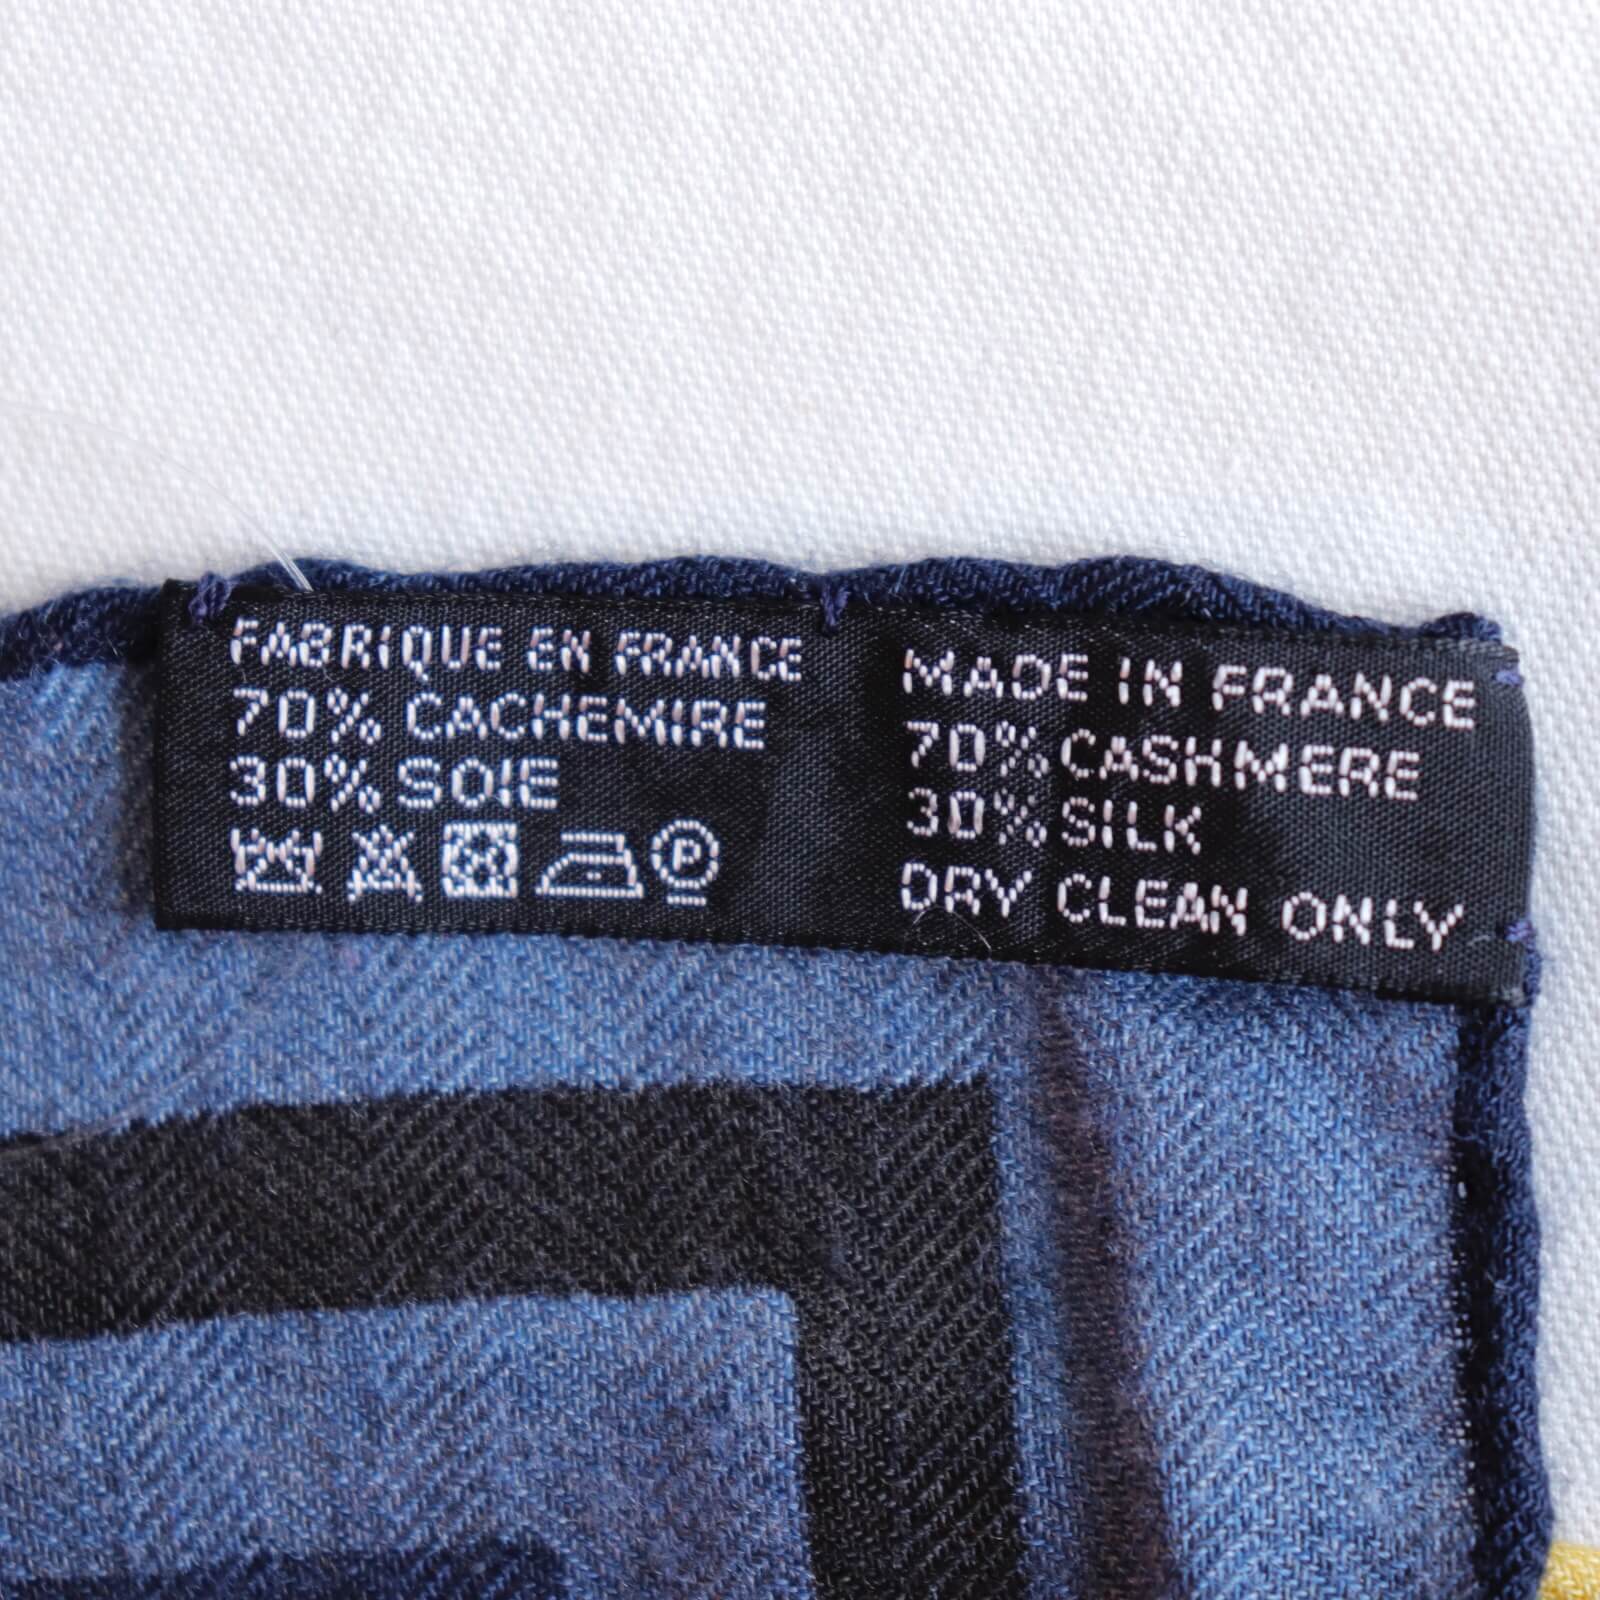 FABRIQUE EN FRANCE
70% CACHEMIRE
30% SOIE
P
MADE IN FRANCE
70% CASHMERE
30% SILK
DRY CLEAN ONLY